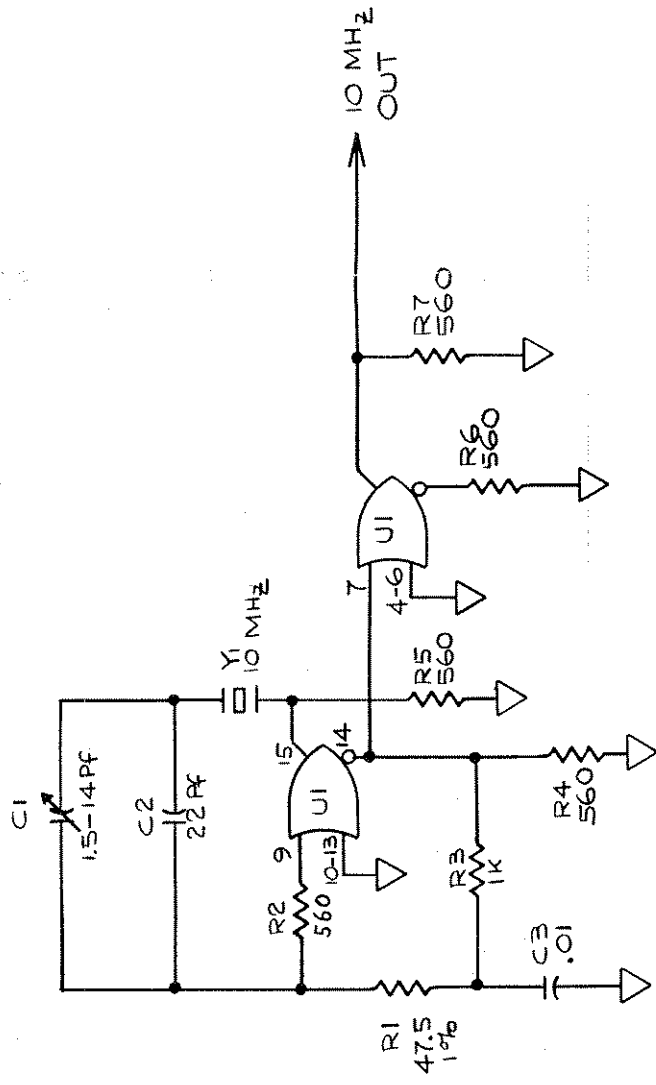 C1
1.5-14 Pf
C2
22 Pf
Y1
10 MHz
15
14
U1
9
10-13
R2
560
R1
47.5
1%
R3
1K
C3
.01
R4
560
R5
560
7
4-6
U1
R6
560
R7
560
10 MHz
OUT